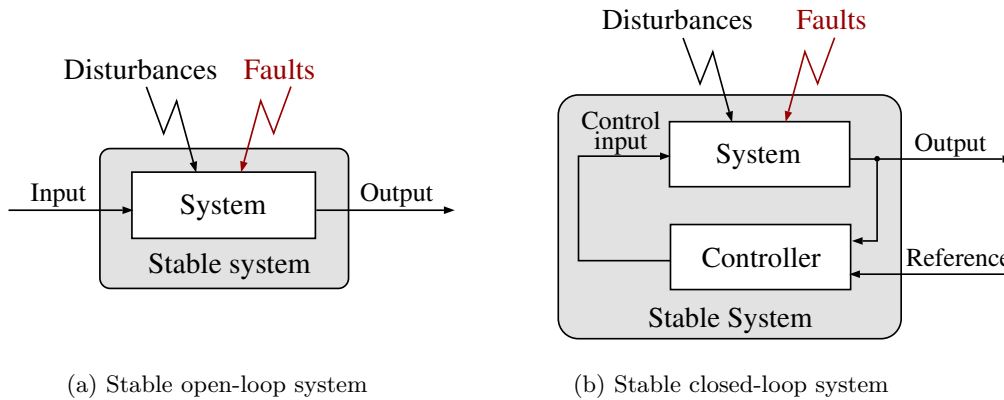 Disturbances
Faults
Input
System
Output
Stable system
(a) Stable open-loop system
Disturbances
Faults
Control
input
System
Output
Controller
Reference
Stable System
(b) Stable closed-loop system